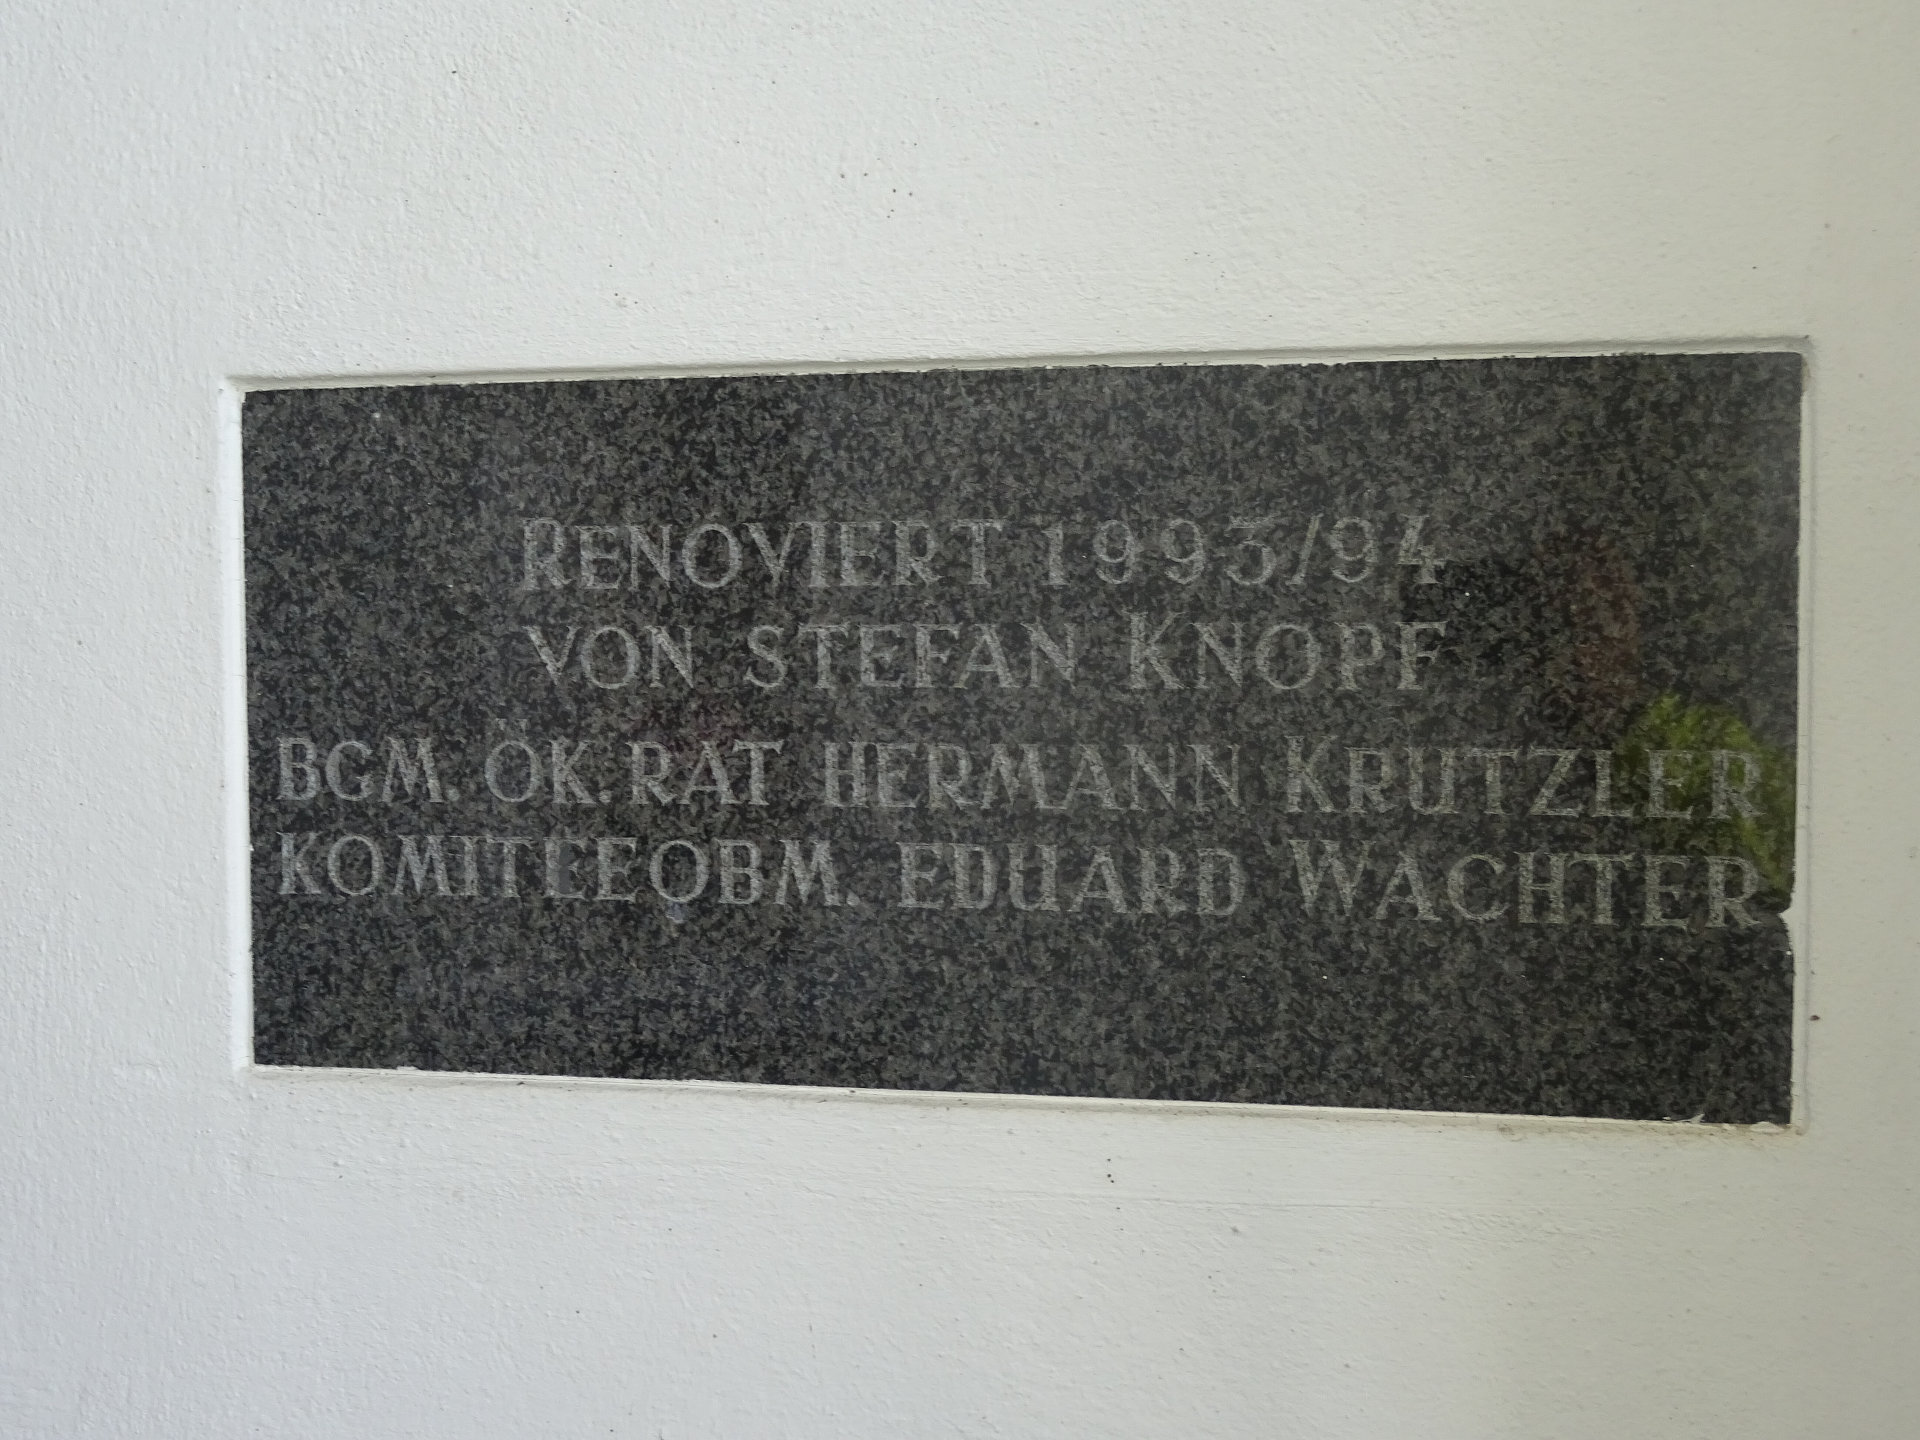 RENOVIERT 1993/94
VON STEFAN KNOPF
BGM. ÖK. RAT HERMANN KRUTZLER
KOMITEEOBM. EDUARD WACHTER